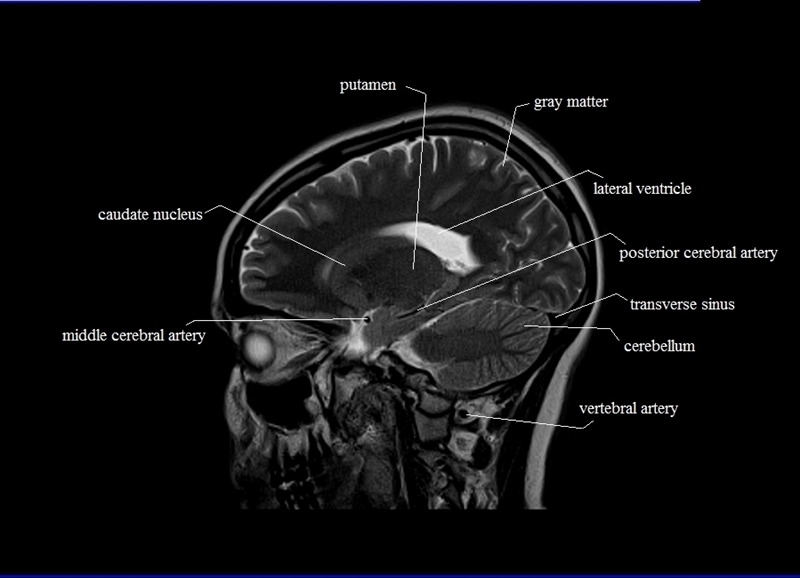 putamen
gray matter
lateral ventricle
caudate nucleus
posterior cerebral artery
transverse sinus
middle cerebral artery
cerebellum
vertebral artery